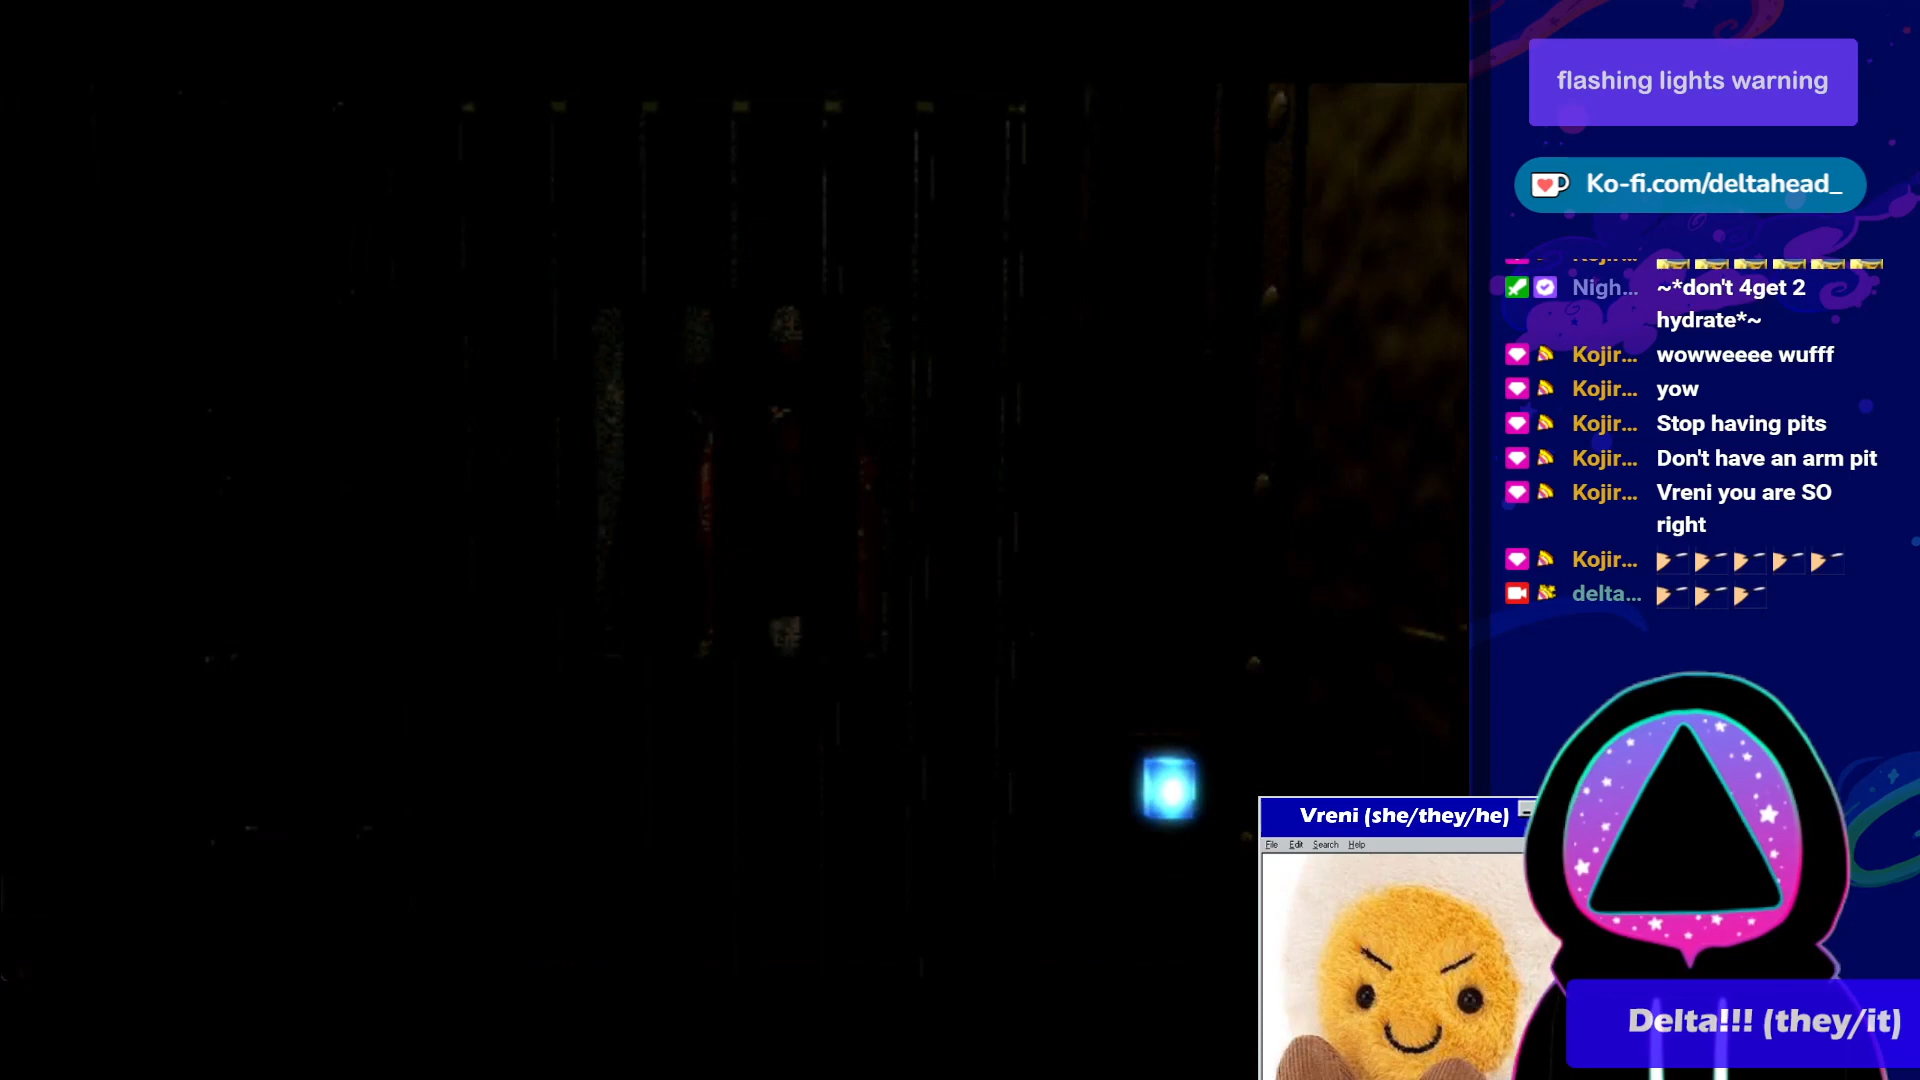 flashing lights warning
Ko-fi.com/deltahead_
Kojir...
Nigh... ~*don't 4get 2
hydrate*~
Kojir... wowweeee wufff
Kojir... yow
Kojir... Stop having pits
Kojir... Don't have an arm pit
Kojir... Vreni you are SO
right
Kojir...
delta...
Vreni (she/they/he)
File Edit Search Help
Delta!!! (they/it)